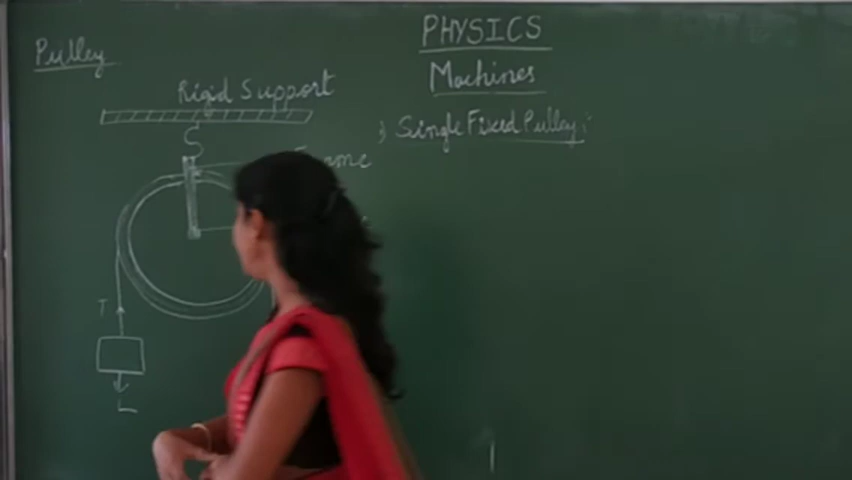 PHYSICS
Pulley
Machines
Rigid Support
Single Fixed Pulley:
T
L